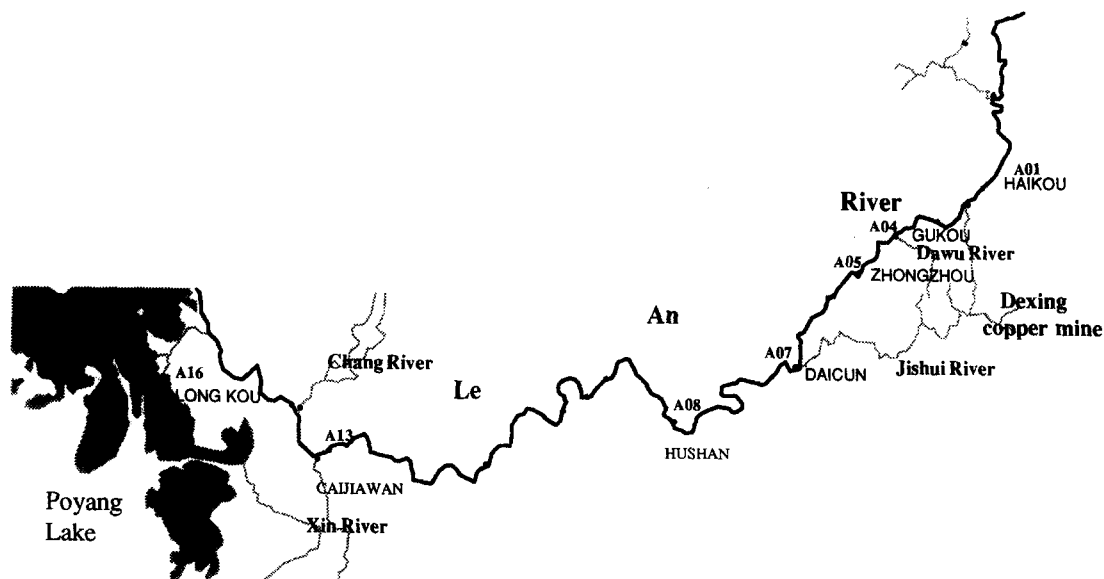 A01
HAIKOU
River
A04
GUKOU
Dawu River
A05
ZHONGZHOU
Dexing
copper mine
An
A07
DAICUN
Jishui River
Chang River
A16
LONG KOU
Le
A08
HUSHAN
A13
CAIJIAWAN
Poyang
Lake
Xin River